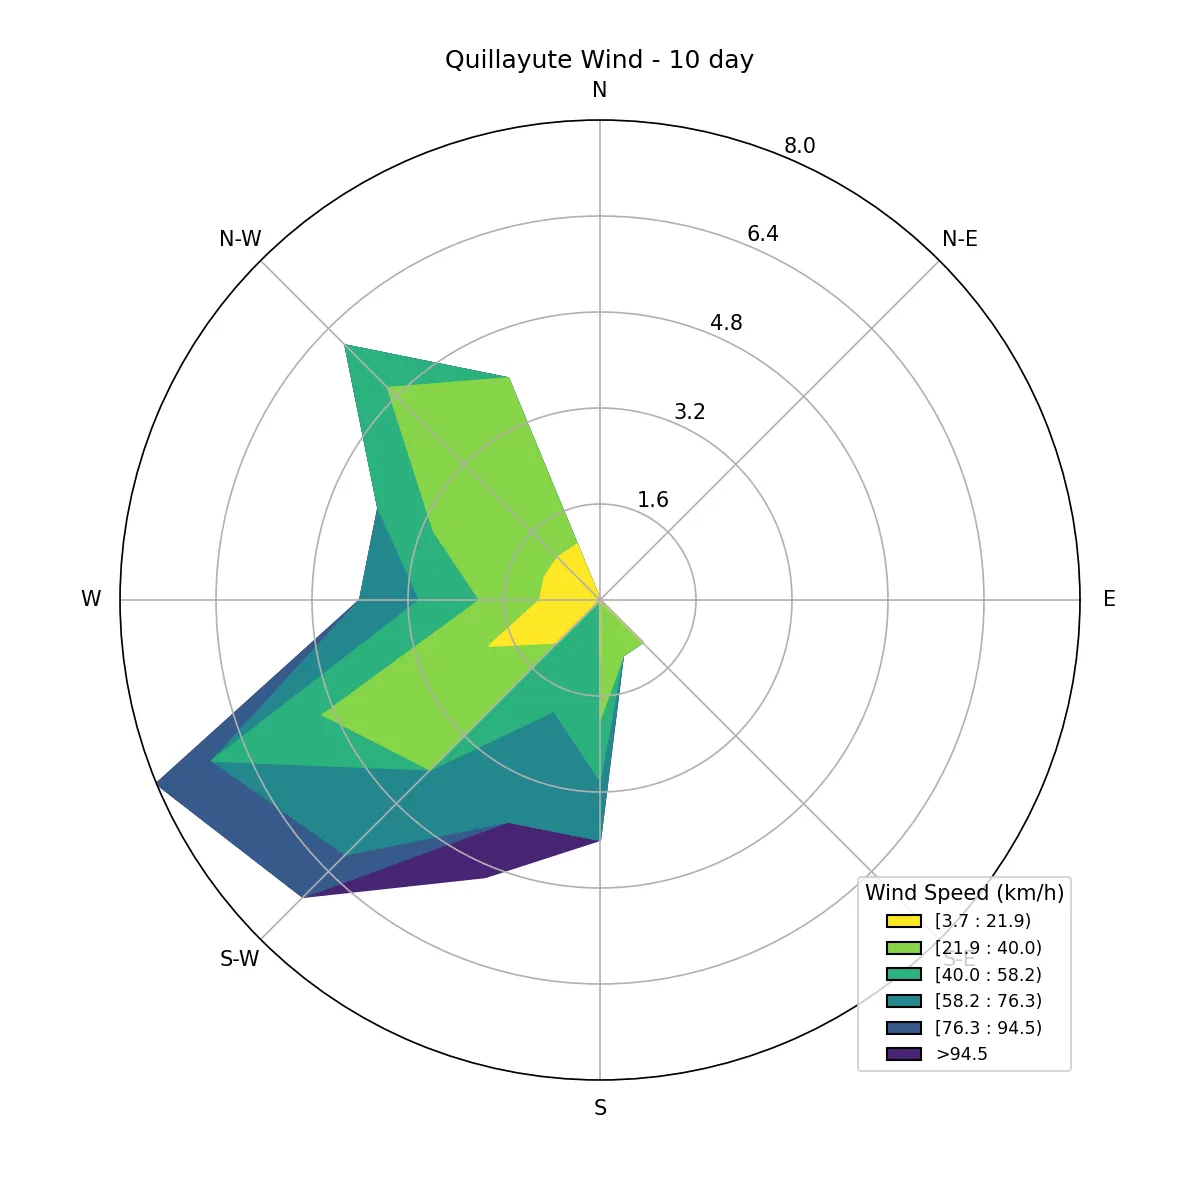 Quillayute Wind - 10 day
N
8.0
N-W
6.4
N-E
4.8
3.2
1.6
W
E
Wind Speed (km/h)
[3.7 : 21.9)
[21.9 : 40.0)
S-W
S-E
[40.0 : 58.2)
[58.2 : 76.3)
[76.3 : 94.5)
>94.5
S